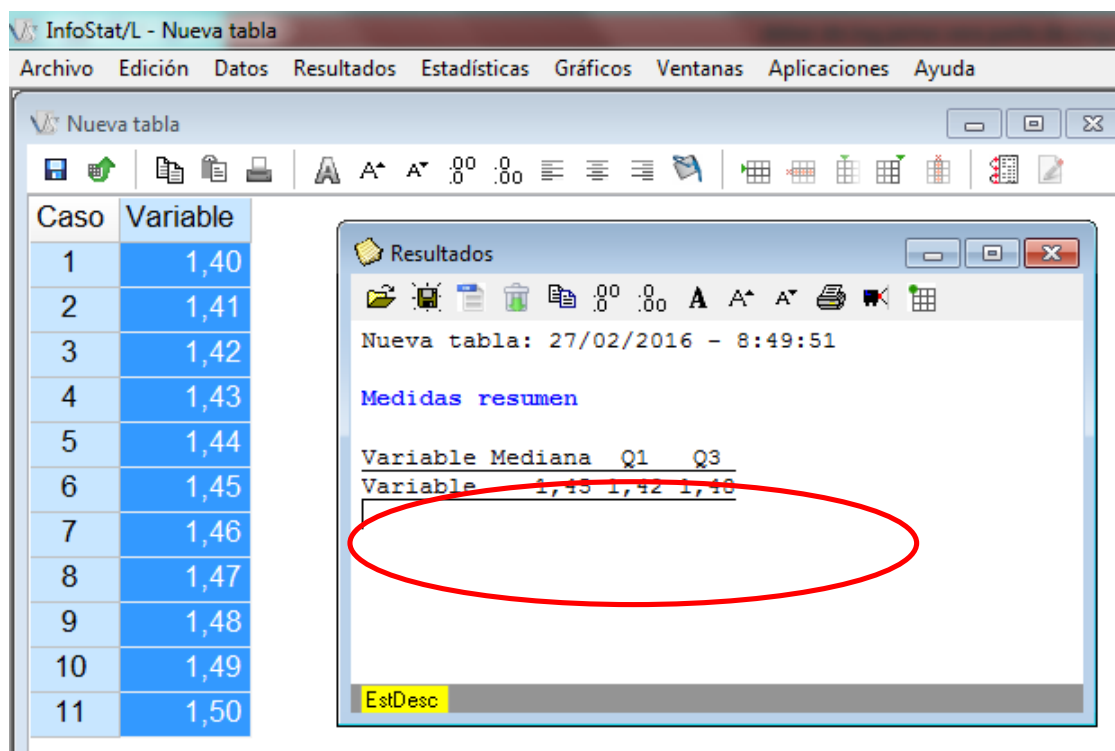 InfoStat/L - Nueva tabla
Archivo Edición Datos Resultados Estadísticas Gráficos Ventanas Aplicaciones Ayuda
Nueva tabla
Caso Variable
1 1,40
2 1,41
3 1,42
4 1,43
5 1,44
6 1,45
7 1,46
8 1,47
9 1,48
10 1,49
11 1,50
Resultados
Nueva tabla: 27/02/2016 - 8:49:51
Medidas resumen
Variable Mediana Q1 Q3
Variable 1,45 1,42 1,48
EstDesc